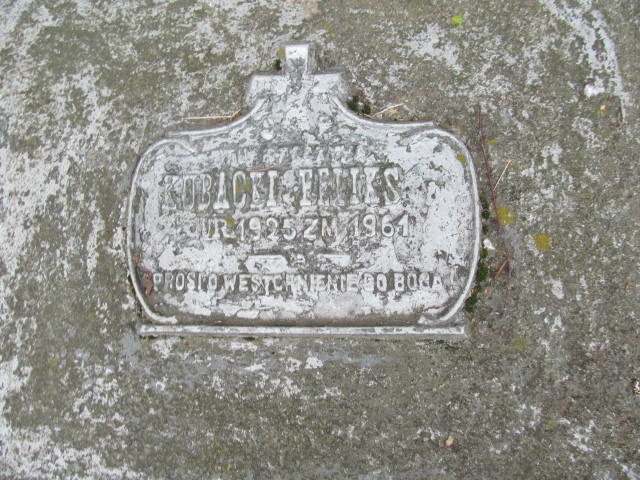 KUBACKI FELIKS
UR. 1925 ZM. 1961
PROSI O WESTCHNIENIE DO BOGA